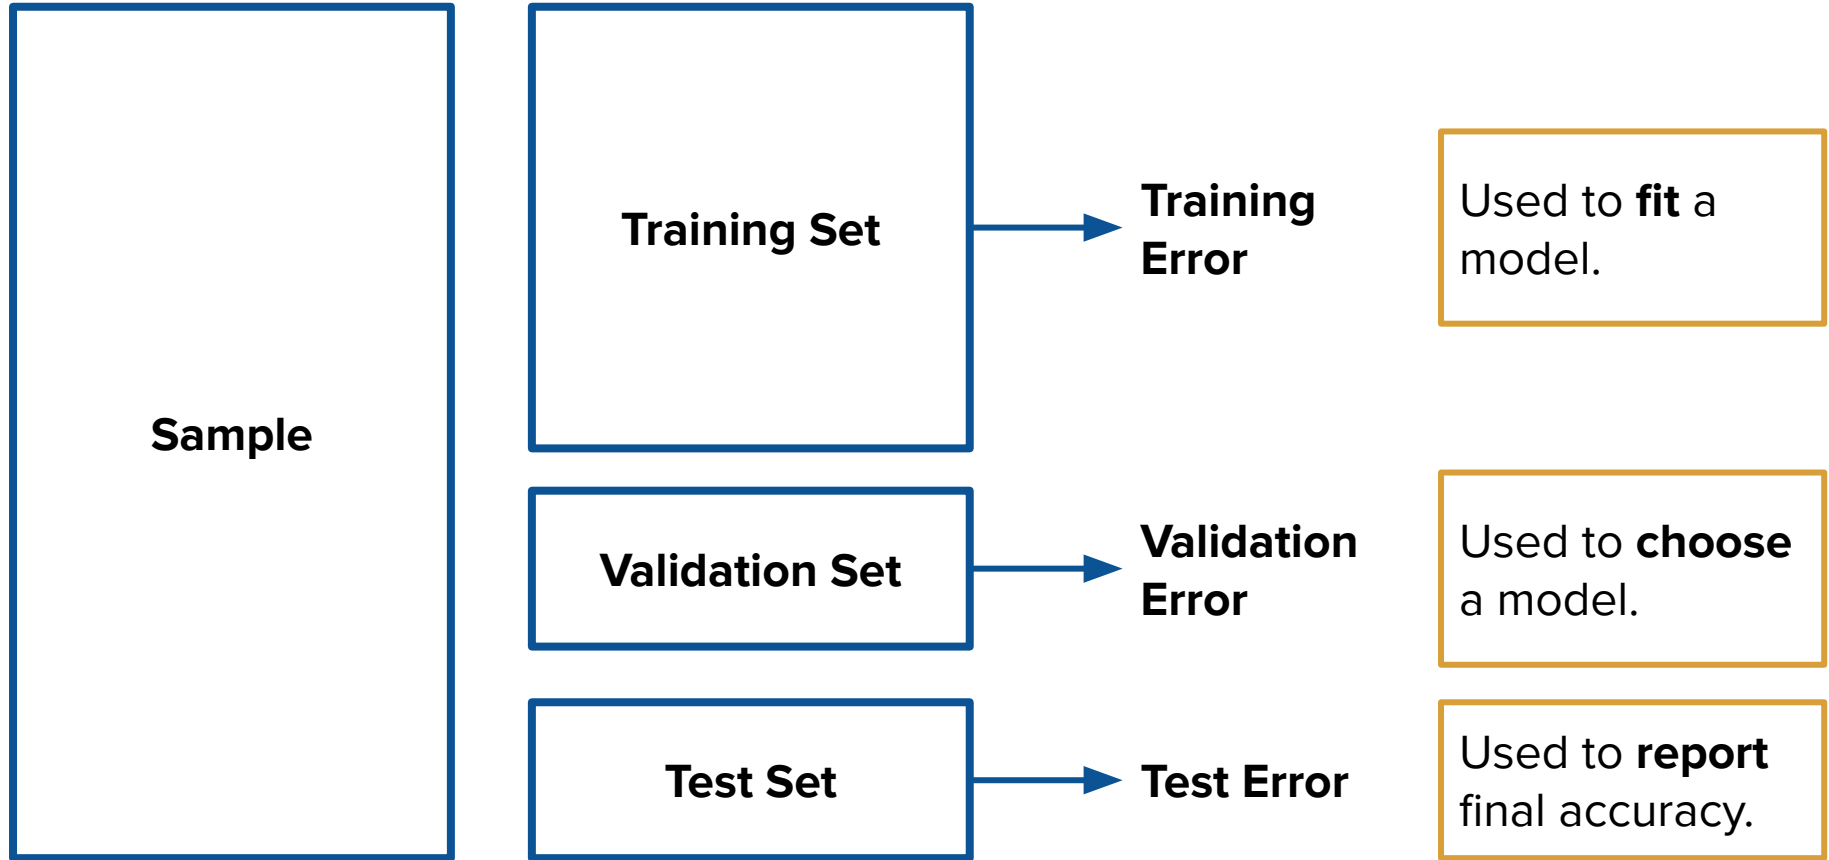 Sample
Training Set
Training
Error
Used to fit a
model.
Validation Set
Validation
Error
Used to choose
a model.
Test Set
Test Error
Used to report
final accuracy.